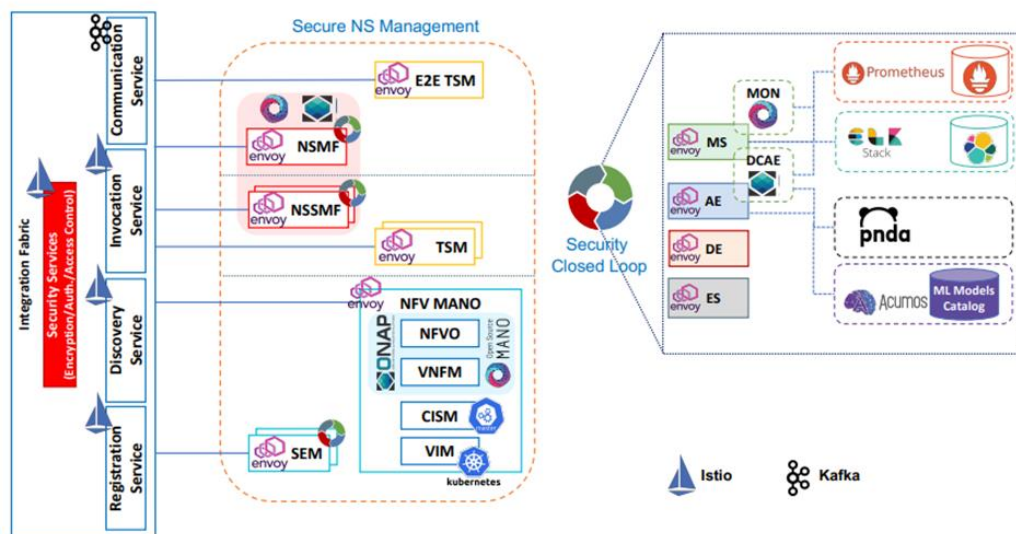 Secure NS Management
Integration Fabric
Security Services
(Encryption/Auth./Access Control)
Communication
Service
Invocation
Service
Discovery
Service
Registration
Service
envoy
E2E TSM
envoy
NSMF
envoy
NSSMF
envoy
TSM
envoy
NFV MANO
ONAP
NFVO
VNFM
Open Source
MANO
CISM
master
VIM
kubernetes
envoy
SEM
Security
Closed Loop
MON
envoy
MS
DCAE
envoy
AE
envoy
DE
envoy
ES
Prometheus
ELK
Stack
pnda
Acumos
ML Models
Catalog
Istio
Kafka